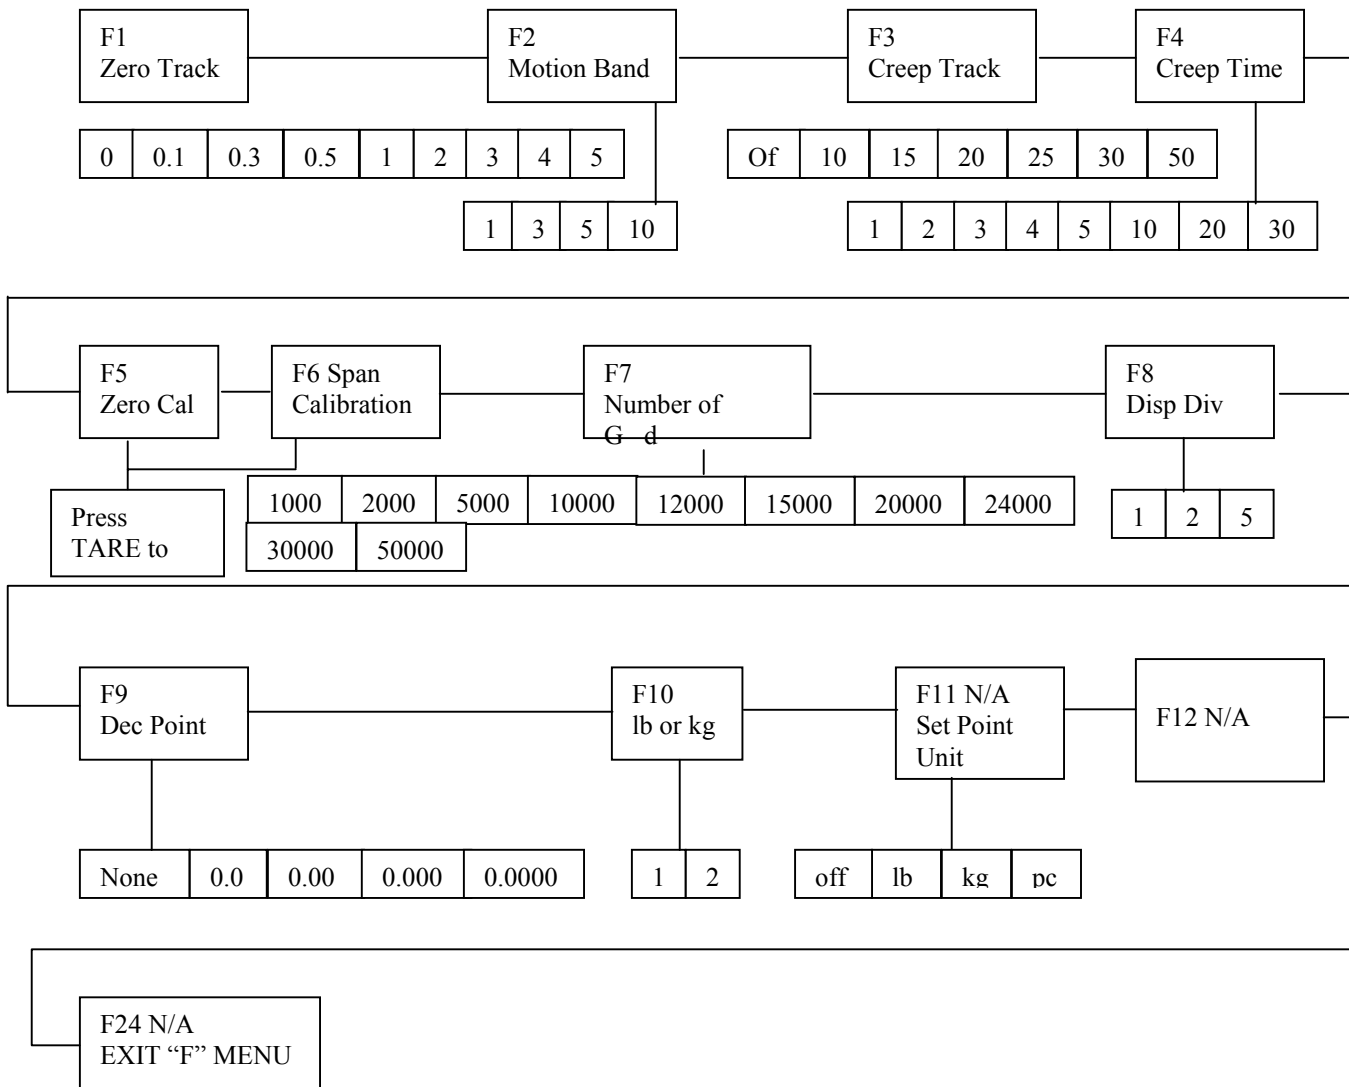 F1
Zero Track
F2
Motion Band
F3
Creep Track
F4
Creep Time
0 0.1 0.3 0.5 1 2 3 4 5
Of 10 15 20 25 30 50
1 3 5 10
1 2 3 4 5 10 20 30
F5
Zero Cal
F6 Span
Calibration
F7
Number of
G d
F8
Disp Div
Press
TARE to
1000 2000 5000 10000 12000 15000 20000 24000
30000 50000
1 2 5
F9
Dec Point
F10
lb or kg
F11 N/A
Set Point
Unit
F12 N/A
None 0.0 0.00 0.000 0.0000
1 2
off lb kg pc
F24 N/A
EXIT “F” MENU